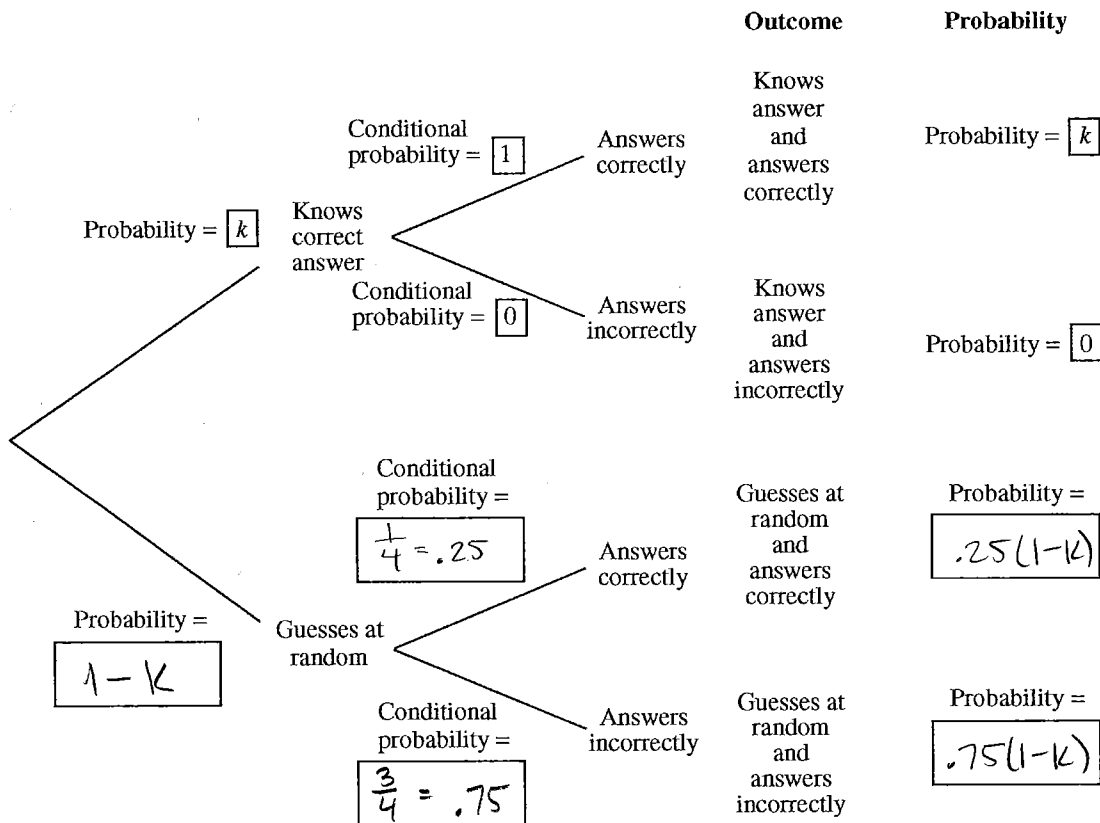 Outcome
Probability
Conditional
probability = 1
Answers
correctly
Knows
answer
and
answers
correctly
Probability = k
Probability = k
Knows
correct
answer
Conditional
probability = 0
Answers
incorrectly
Knows
answer
and
answers
incorrectly
Probability = 0
Conditional
probability =
1/4 = .25
Answers
correctly
Guesses at
random
and
answers
correctly
Probability =
.25(1-k)
Probability =
1 - k
Guesses at
random
Conditional
probability =
3/4 = .75
Answers
incorrectly
Guesses at
random
and
answers
incorrectly
Probability =
.75(1-k)